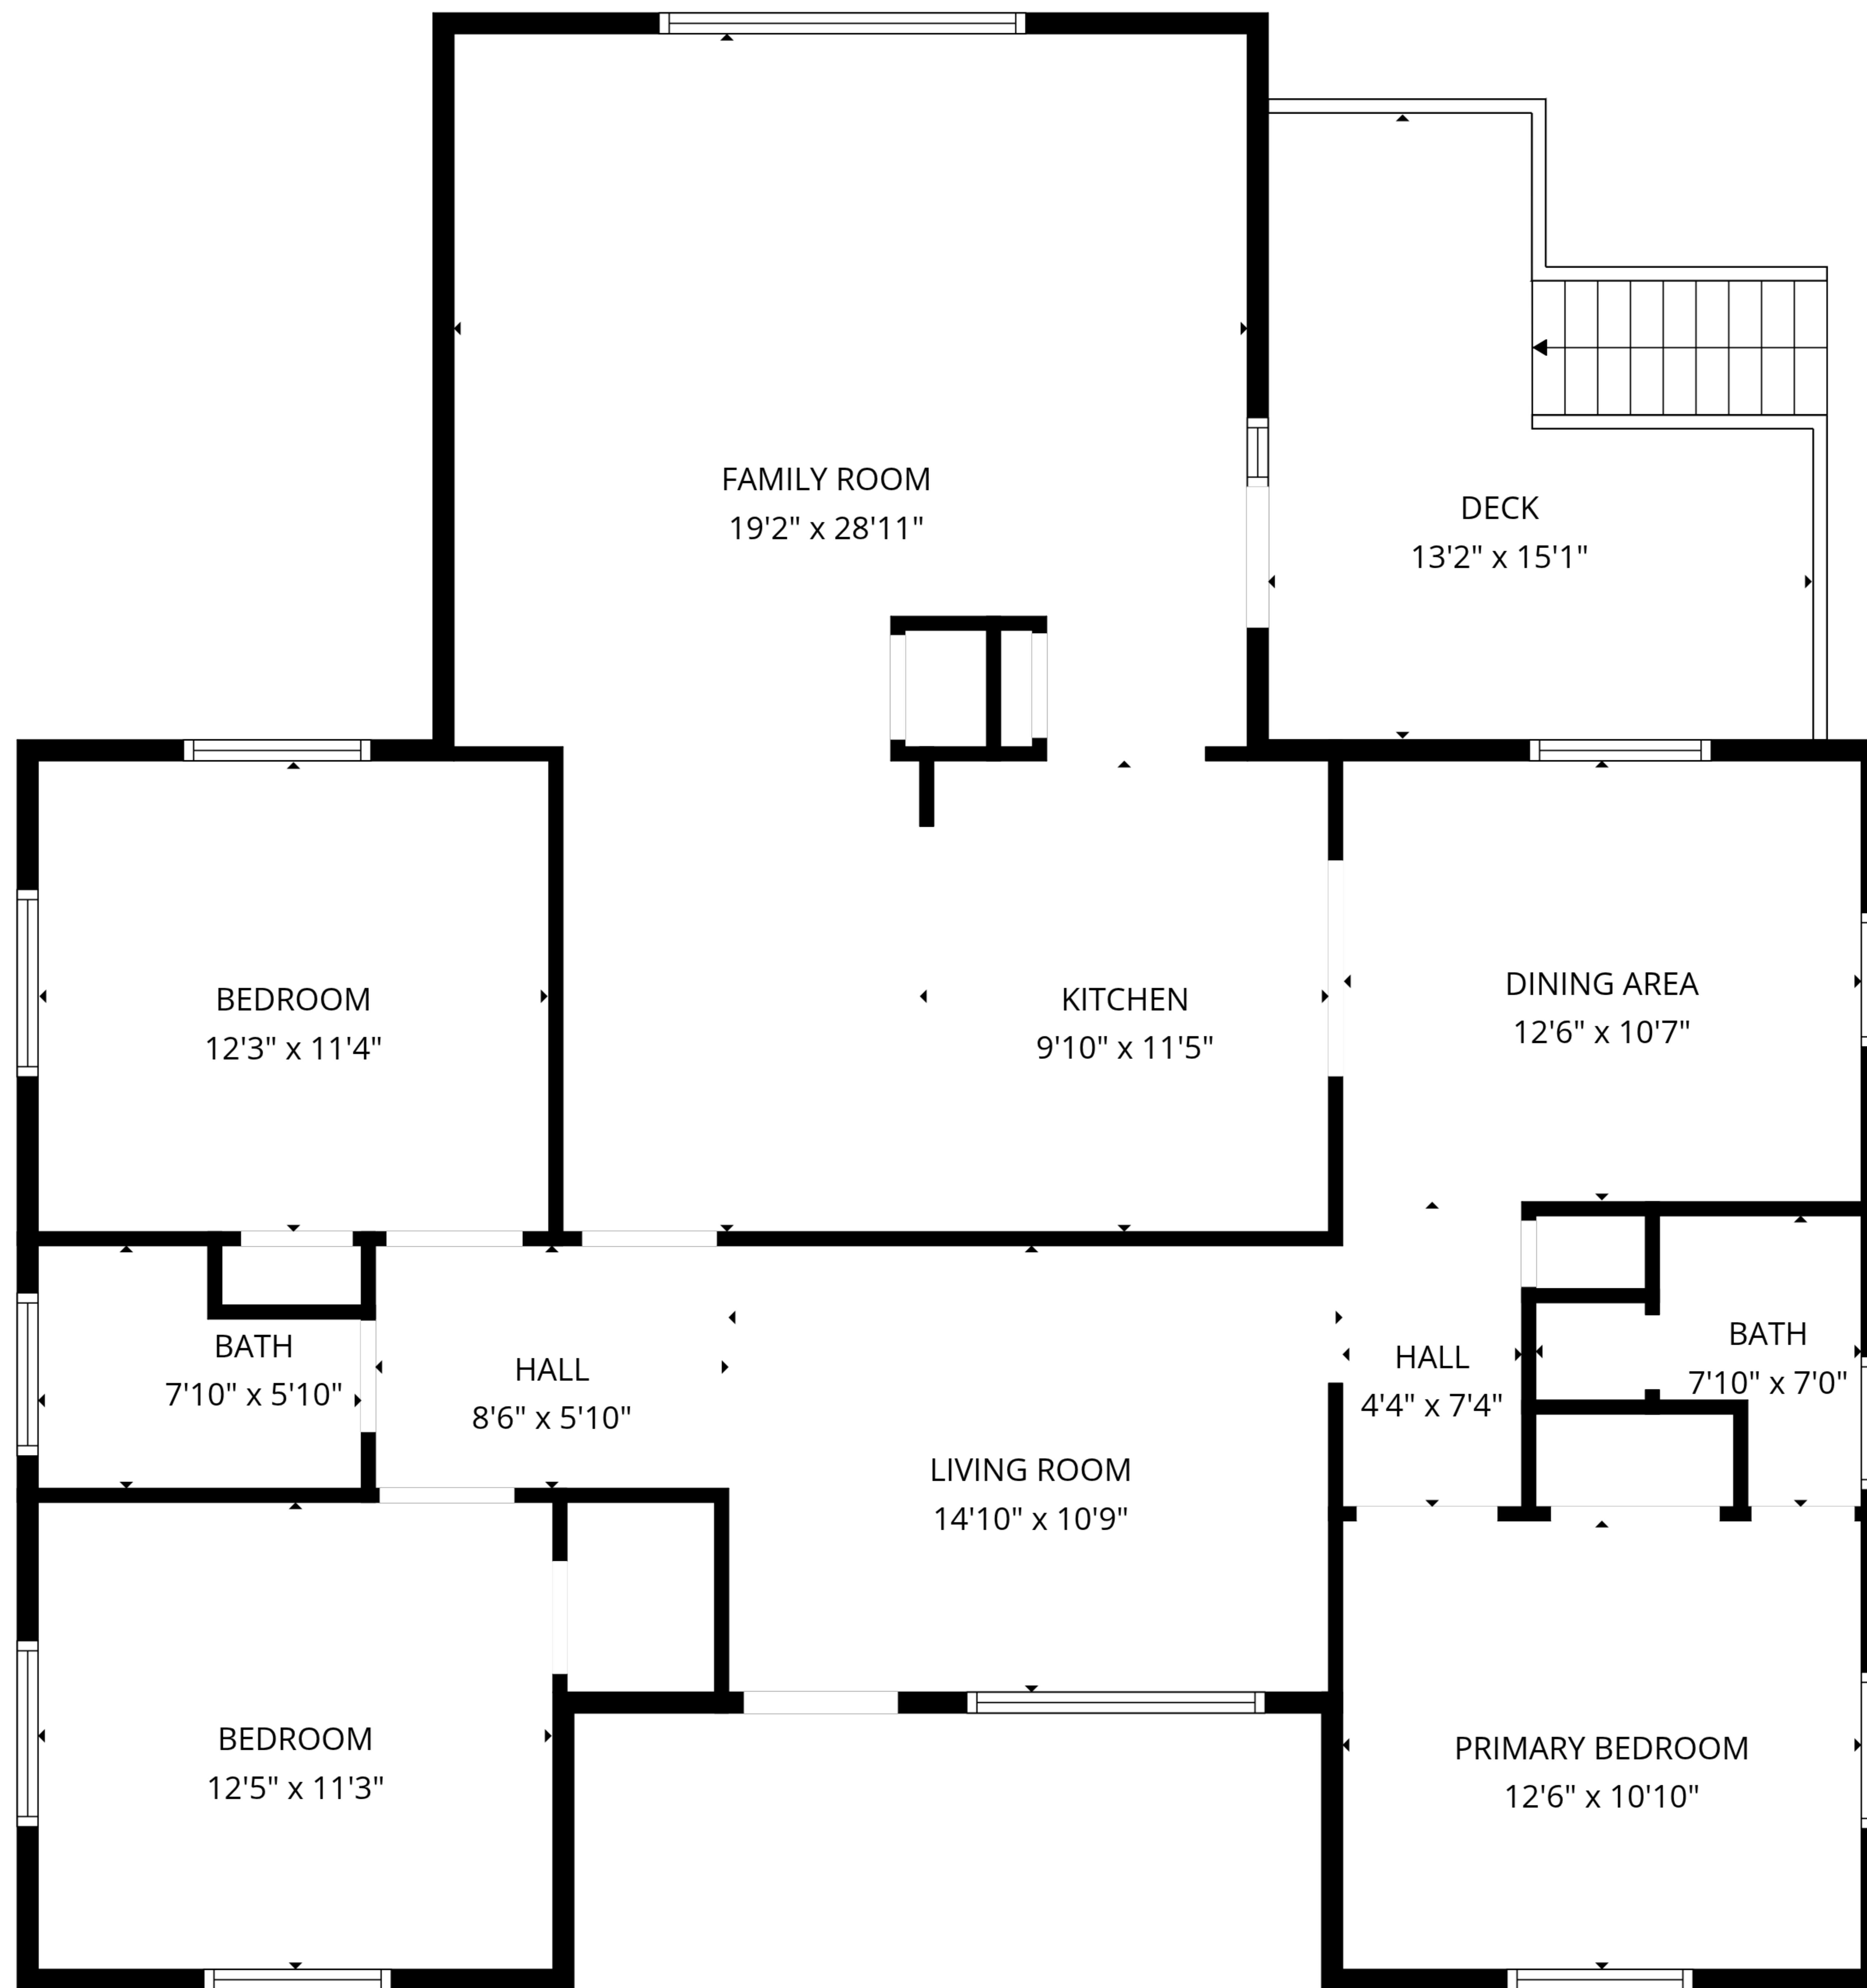 FAMILY ROOM
19'2" x 28'11"
DECK
13'2" x 15'1"
BEDROOM
12'3" x 11'4"
KITCHEN
9'10" x 11'5"
DINING AREA
12'6" x 10'7"
BATH
7'10" x 5'10"
HALL
8'6" x 5'10"
LIVING ROOM
14'10" x 10'9"
HALL
4'4" x 7'4"
BATH
7'10" x 7'0"
BEDROOM
12'5" x 11'3"
PRIMARY BEDROOM
12'6" x 10'10"